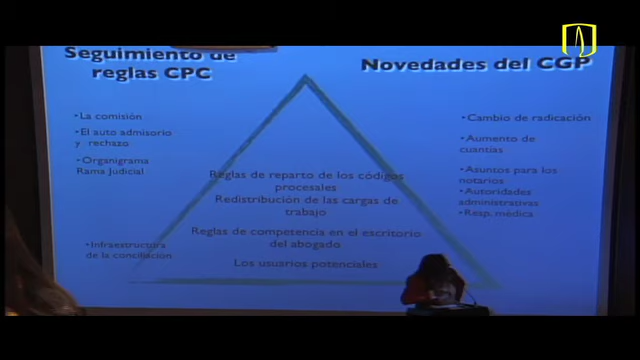 Seguimiento de
reglas CPC
• La comisión
• El auto admisorio
y rechazo
• Organigrama
Rama Judicial
• Infraestructura
de la conciliación
Reglas de reparto de los códigos
procesales
Redistribución de las cargas de
trabajo
Reglas de competencia en el escritorio
del abogado
Los usuarios potenciales
Novedades del CGP
• Cambio de radicación
• Aumento de
cuantías
• Asuntos para los
notarios
• Autoridades
administrativas
• Resp. médica